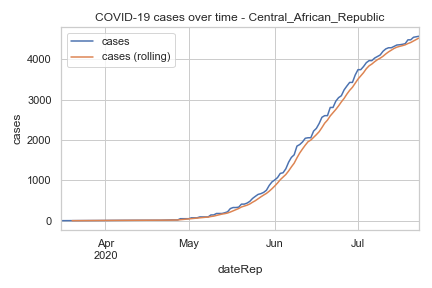 COVID-19 cases over time - Central_African_Republic
cases
cases (rolling)
4000
3000
2000
1000
0
cases
Apr
2020
May
Jun
Jul
dateRep